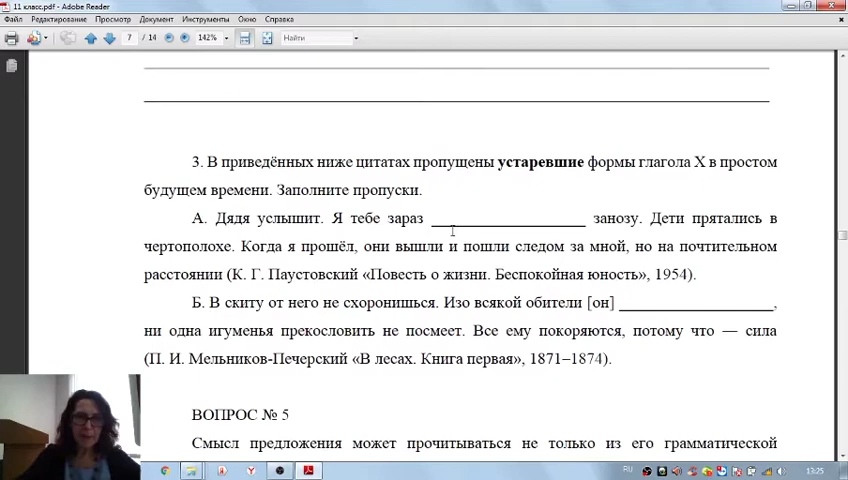 11 класс.pdf - Adobe Reader
Файл Редактирование Просмотр Документ Инструменты Окно Справка
7 / 14 142% Найти
3. В приведённых ниже цитатах пропущены устаревшие формы глагола X в простом
будущем времени. Заполните пропуски.
А. Дядя услышит. Я тебе зараз ________________ занозу. Дети прятались в
чертополохе. Когда я прошёл, они вышли и пошли следом за мной, но на почтительном
расстоянии (К. Г. Паустовский «Повесть о жизни. Беспокойная юность», 1954).
Б. В скиту от него не схоронишься. Изо всякой обители [он] ________________,
ни одна игуменья прекословить не посмеет. Все ему покоряются, потому что — сила
(П. И. Мельников-Печерский «В лесах. Книга первая», 1871–1874).
ВОПРОС № 5
Смысл предложения может прочитываться не только из его грамматической
RU 13:25